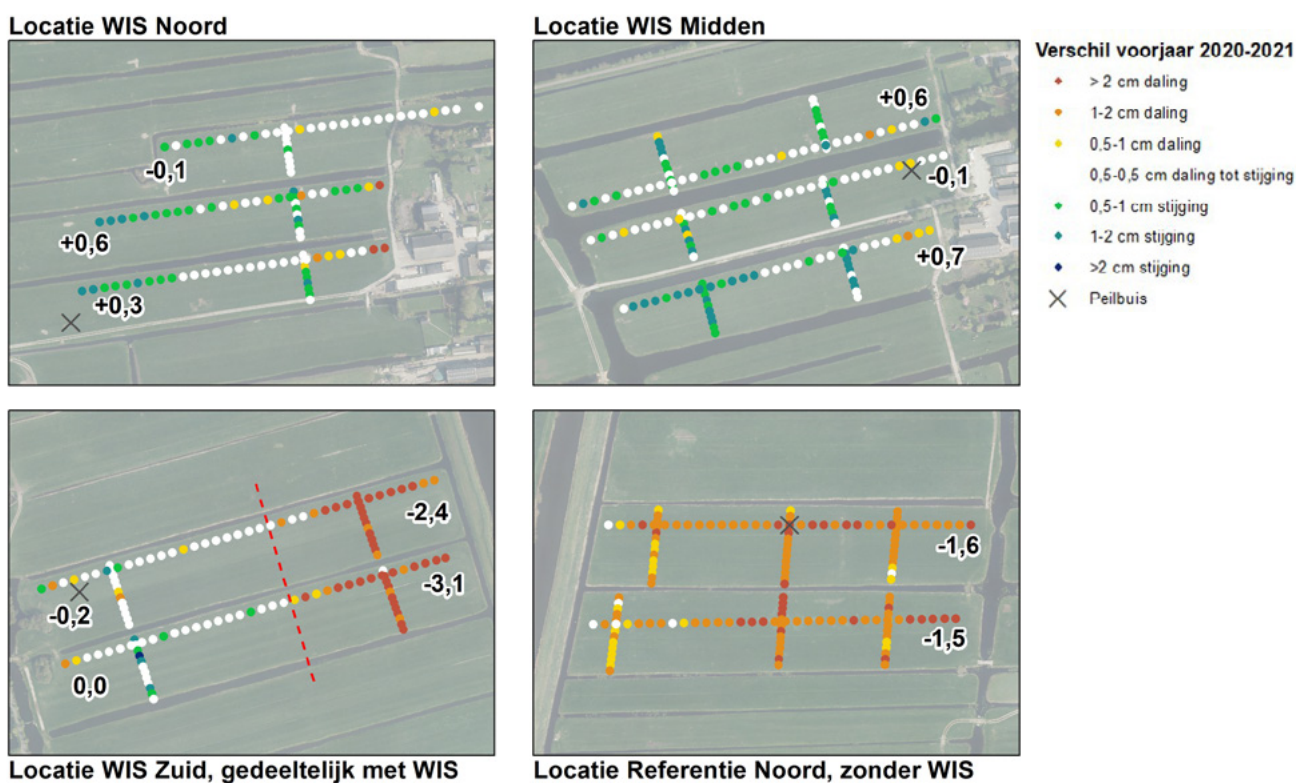 Locatie WIS Noord
Locatie WIS Midden
-0,1
+0,6
+0,3
+0,6
-0,1
+0,7
Verschil voorjaar 2020-2021
> 2 cm daling
1-2 cm daling
0,5-1 cm daling
0,5-0,5 cm daling tot stijging
0,5-1 cm stijging
1-2 cm stijging
>2 cm stijging
Peilbuis
-2,4
-3,1
-0,2
0,0
-1,6
-1,5
Locatie WIS Zuid, gedeeltelijk met WIS
Locatie Referentie Noord, zonder WIS